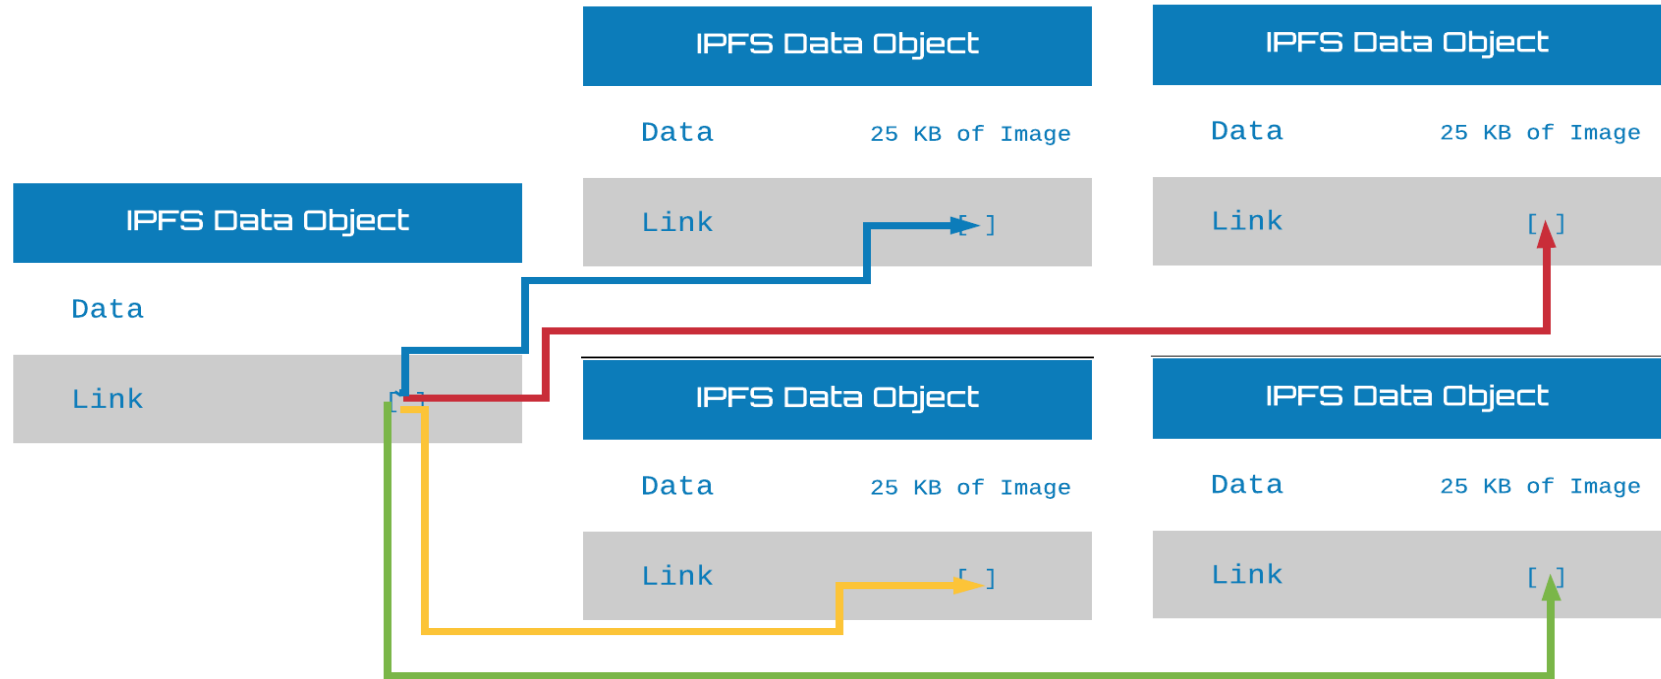 IPFS Data Object
Data
Link [ ]
IPFS Data Object
Data 25 KB of Image
Link [ ]
IPFS Data Object
Data 25 KB of Image
Link [ ]
IPFS Data Object
Data 25 KB of Image
Link [ ]
IPFS Data Object
Data 25 KB of Image
Link [ ]